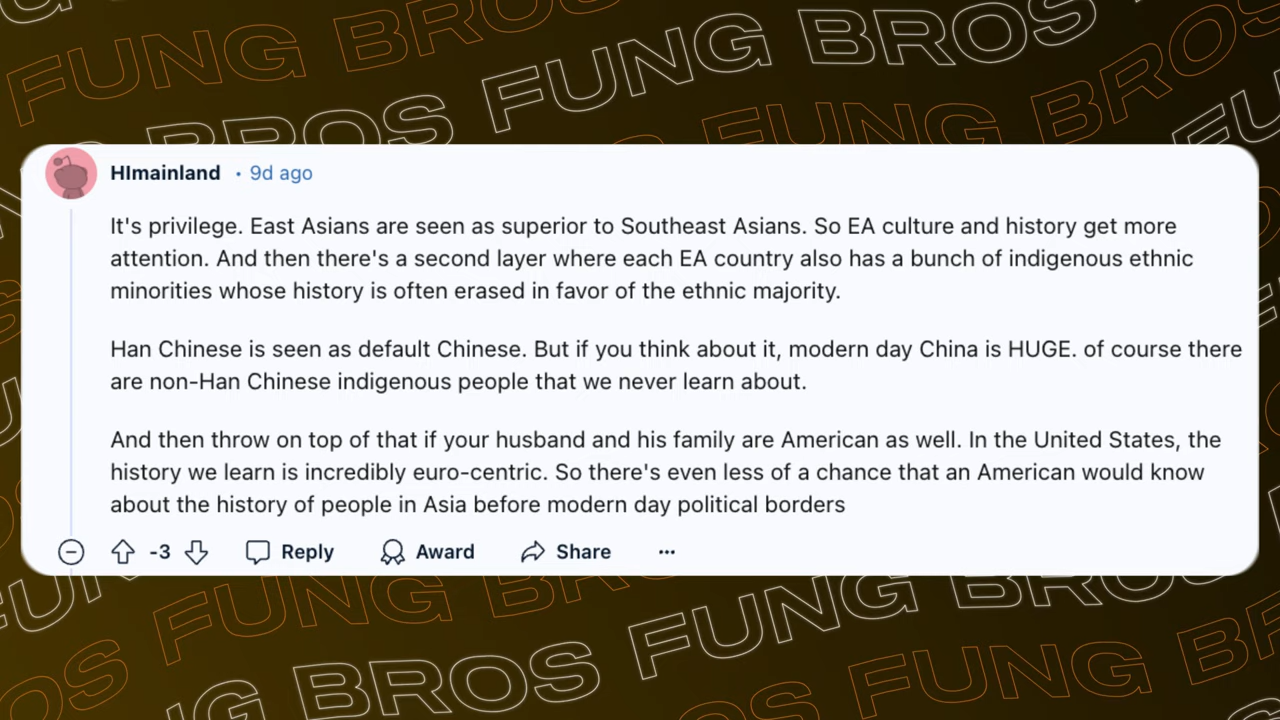 FUNG BROS FUNG BROS
HImainland • 9d ago
It's privilege. East Asians are seen as superior to Southeast Asians. So EA culture and history get more
attention. And then there's a second layer where each EA country also has a bunch of indigenous ethnic
minorities whose history is often erased in favor of the ethnic majority.
Han Chinese is seen as default Chinese. But if you think about it, modern day China is HUGE. of course there
are non-Han Chinese indigenous people that we never learn about.
And then throw on top of that if your husband and his family are American as well. In the United States, the
history we learn is incredibly euro-centric. So there's even less of a chance that an American would know
about the history of people in Asia before modern day political borders
-3 Reply Award Share ...
FUNG BROS FUNG BROS
BROS FUNG BROS